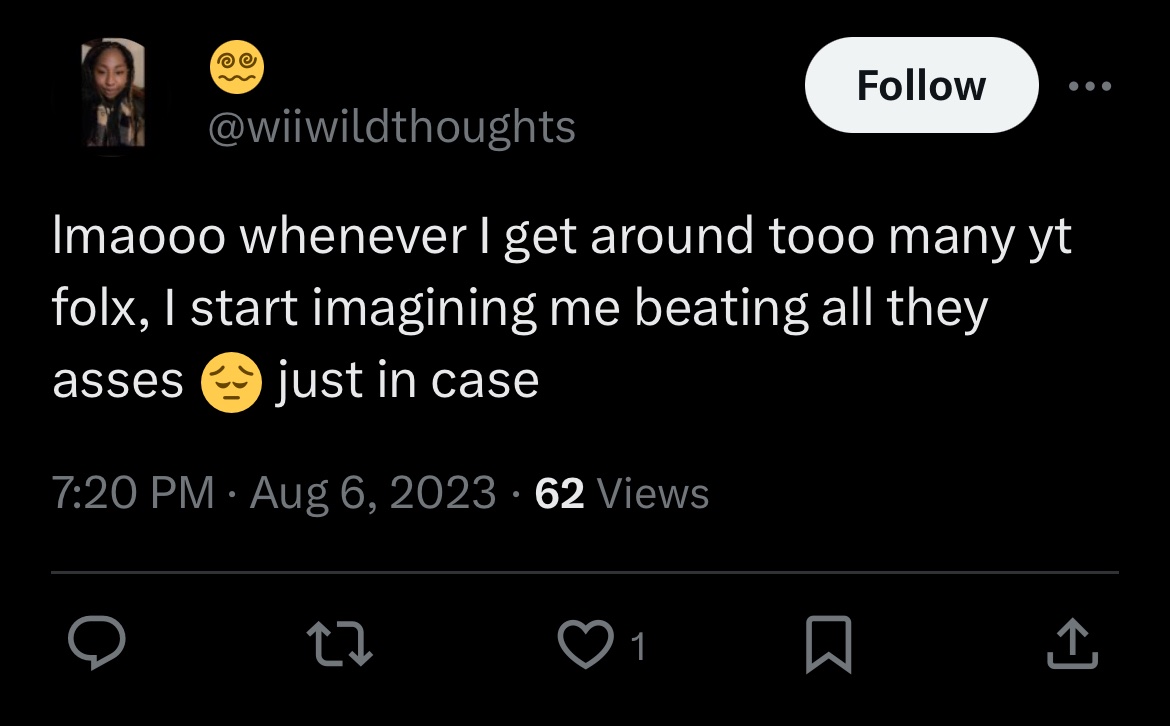 😵‍💫
@wiiwildthoughts
Follow
lmaooo whenever I get around tooo many yt
folx, I start imagining me beating all they
asses 😔 just in case
7:20 PM · Aug 6, 2023 · 62 Views
1